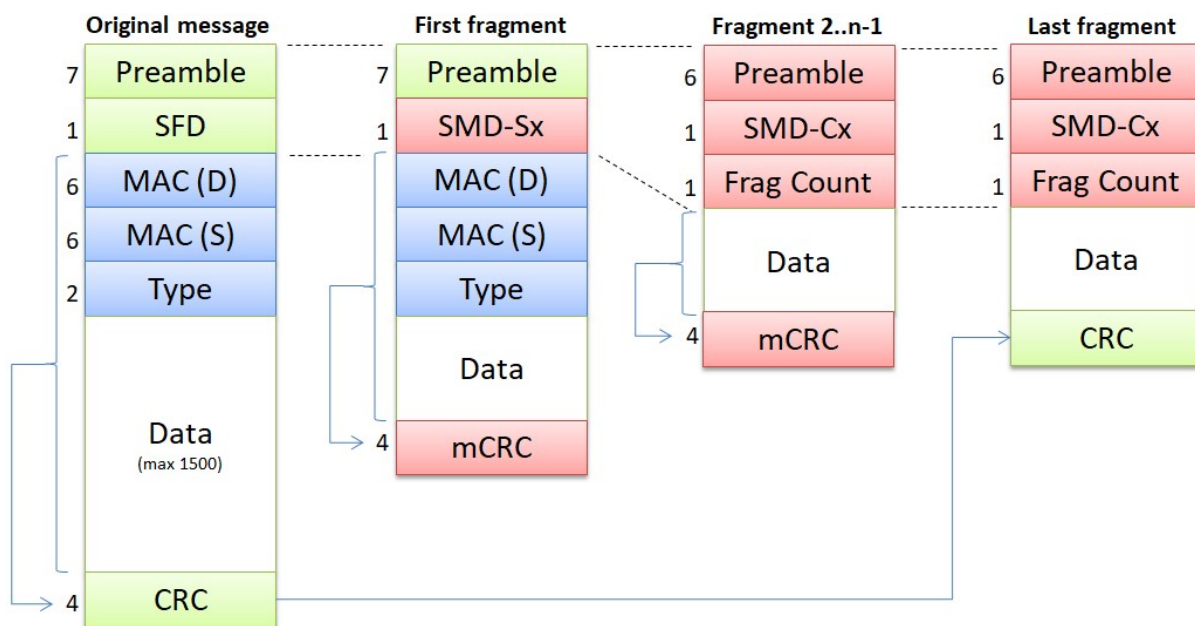 Original message
7
Preamble
1
SFD
6
MAC (D)
6
MAC (S)
2
Type
Data
(max 1500)
4
CRC
First fragment
7
Preamble
1
SMD-Sx
MAC (D)
MAC (S)
Type
Data
4
mCRC
Fragment 2..n-1
6
Preamble
1
SMD-Cx
1
Frag Count
Data
4
mCRC
Last fragment
6
Preamble
1
SMD-Cx
1
Frag Count
Data
CRC